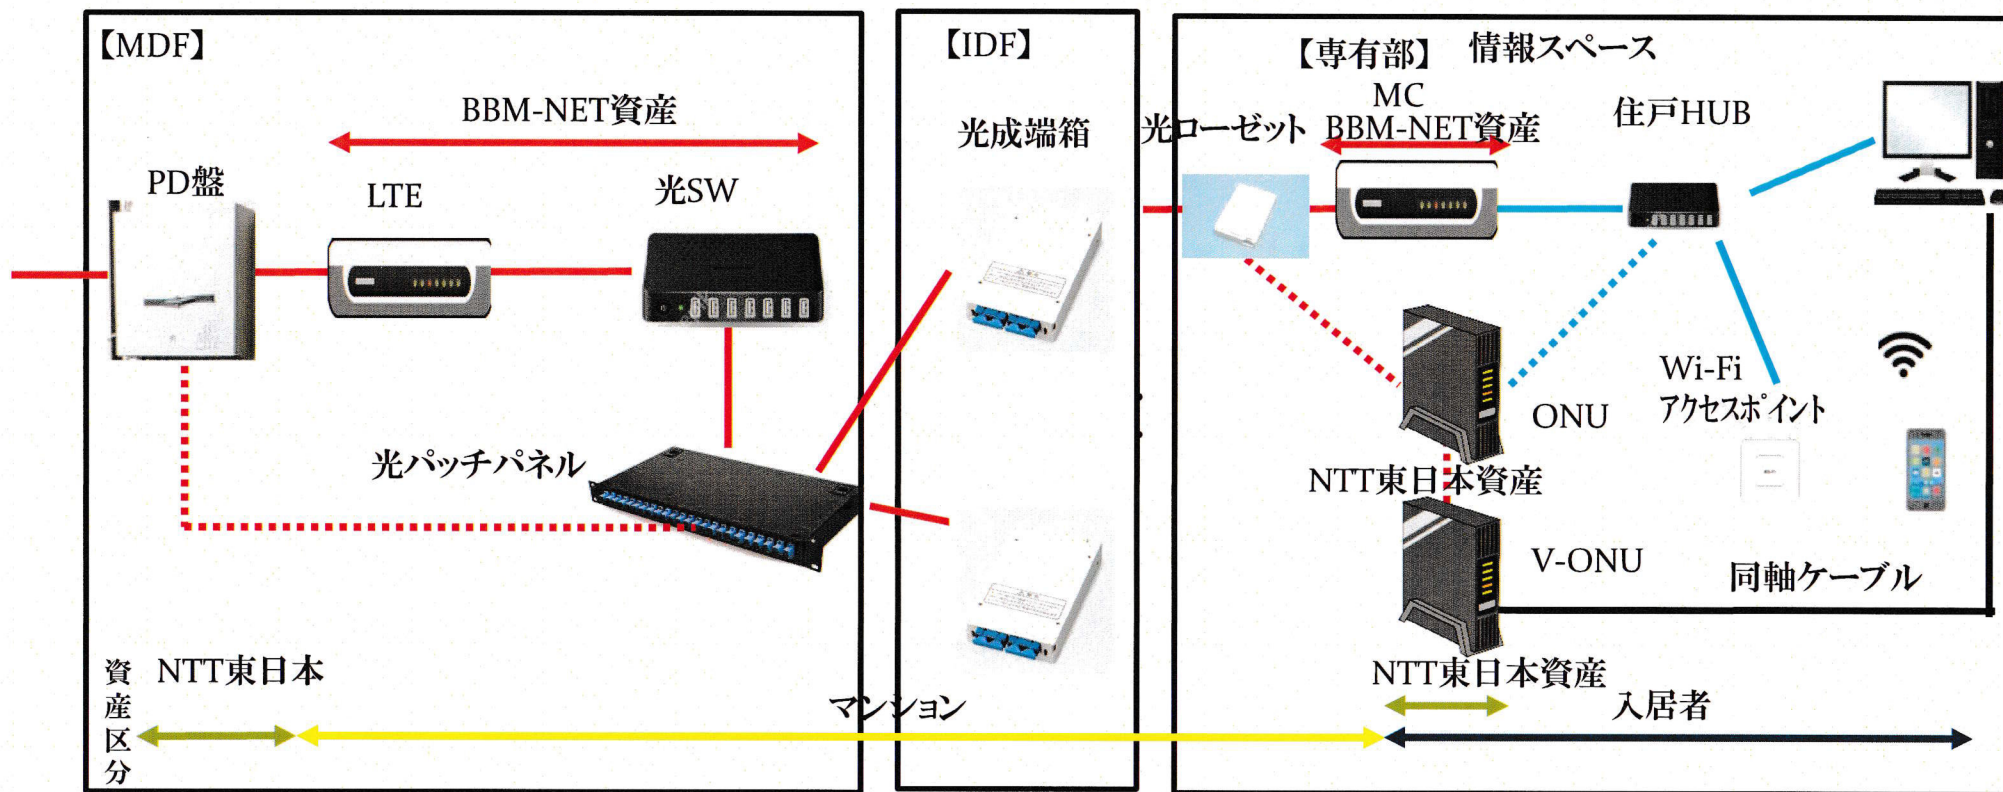 【MDF】
BBM-NET資産
PD盤
LTE
光SW
光パッチパネル
【IDF】
光成端箱
【専有部】
情報スペース
MC
光ローゼット
BBM-NET資産
住戸HUB
ONU
NTT東日本資産
Wi-Fi
アクセスポイント
V-ONU
同軸ケーブル
NTT東日本資産
資産区分
NTT東日本
マンション
入居者